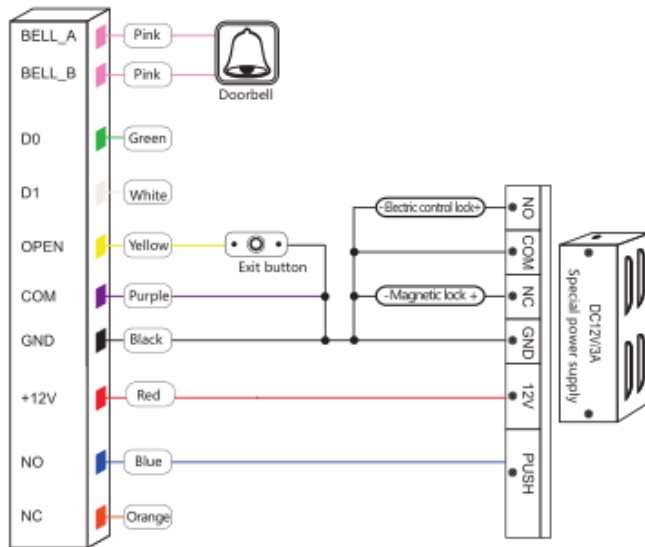 BELL_A
Pink
BELL_B
Pink
Doorbell
D0
Green
D1
White
OPEN
Yellow
Exit button
COM
Purple
GND
Black
+12V
Red
NO
Blue
NC
Orange
-Electric control lock+
-Magnetic lock +
NO
COM
NC
GND
12V
PUSH
DC12V/3A
Special power supply